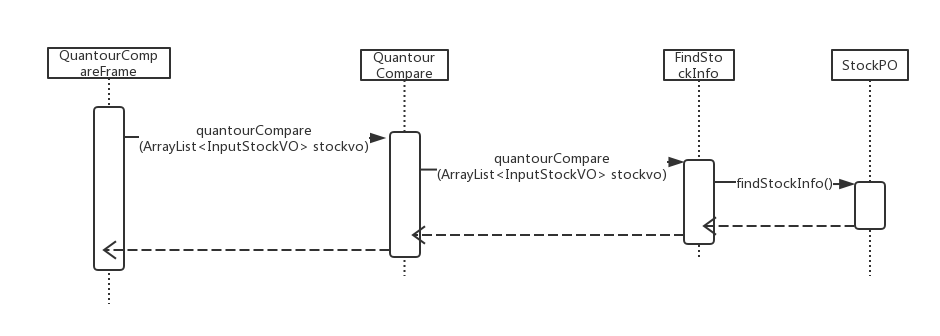 QuantourComp
areFrame
Quantour
Compare
FindSto
ckInfo
StockPO
quantourCompare
(ArrayList<InputStockVO> stockvo)
quantourCompare
(ArrayList<InputStockVO> stockvo)
findStockInfo()